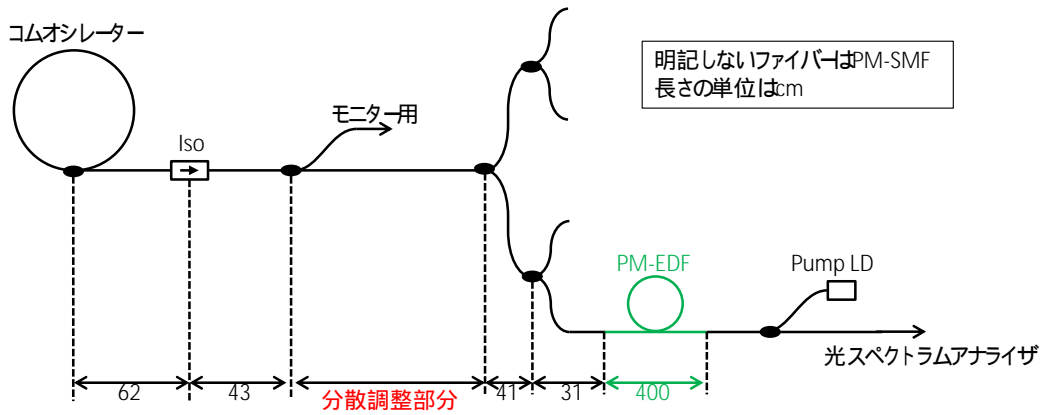 コムオシレーター
明記しないファイバーはPM-SMF
長さの単位はcm
モニター用
Iso
PM-EDF
Pump LD
光スペクトラムアナライザ
62
43
分散調整部分
41
31
400